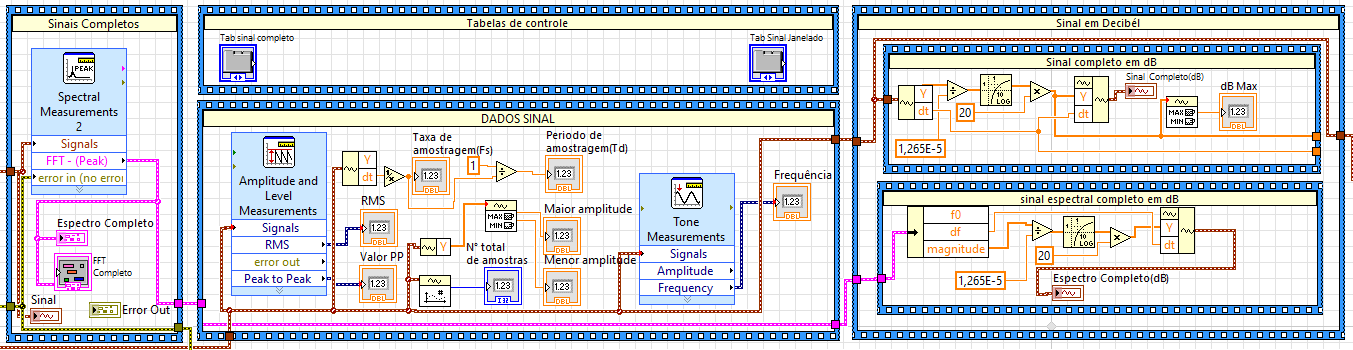 Sinais Completos
PEAK
Spectral
Measurements
2
Signals
FFT - (Peak)
error in (no erro
Espectro Completo
FFT
Completo
Sinal
Error Out
Tabelas de controle
Tab sinal completo
Tab Sinal Janelado
DADOS SINAL
Amplitude and
Level
Measurements
Signals
RMS
error out
Peak to Peak
Y
dt
1/x
Taxa de
amostragem(Fs)
1.23
DBL
1
Periodo de
amostragem(Td)
1.23
DBL
RMS
1.23
DBL
Valor PP
1.23
DBL
Y
MAX
MIN
Maior amplitude
1.23
DBL
Menor amplitude
1.23
DBL
N° total
de amostras
1.23
I32
Tone
Measurements
Signals
Amplitude
Frequency
Frequência
1.23
DBL
Sinal em Decibél
Sinal completo em dB
Y
dt
1,265E-5
10
LOG
20
Y
dt
Sinal Completo(dB)
MAX
MIN
dB Max
1.23
DBL
sinal espectral completo em dB
f0
df
magnitude
1,265E-5
10
LOG
20
Y
dt
Espectro Completo(dB)